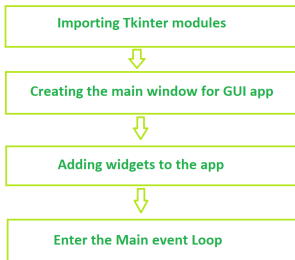 Importing Tkinter modules
Creating the main window for GUI app
Adding widgets to the app
Enter the Main event Loop